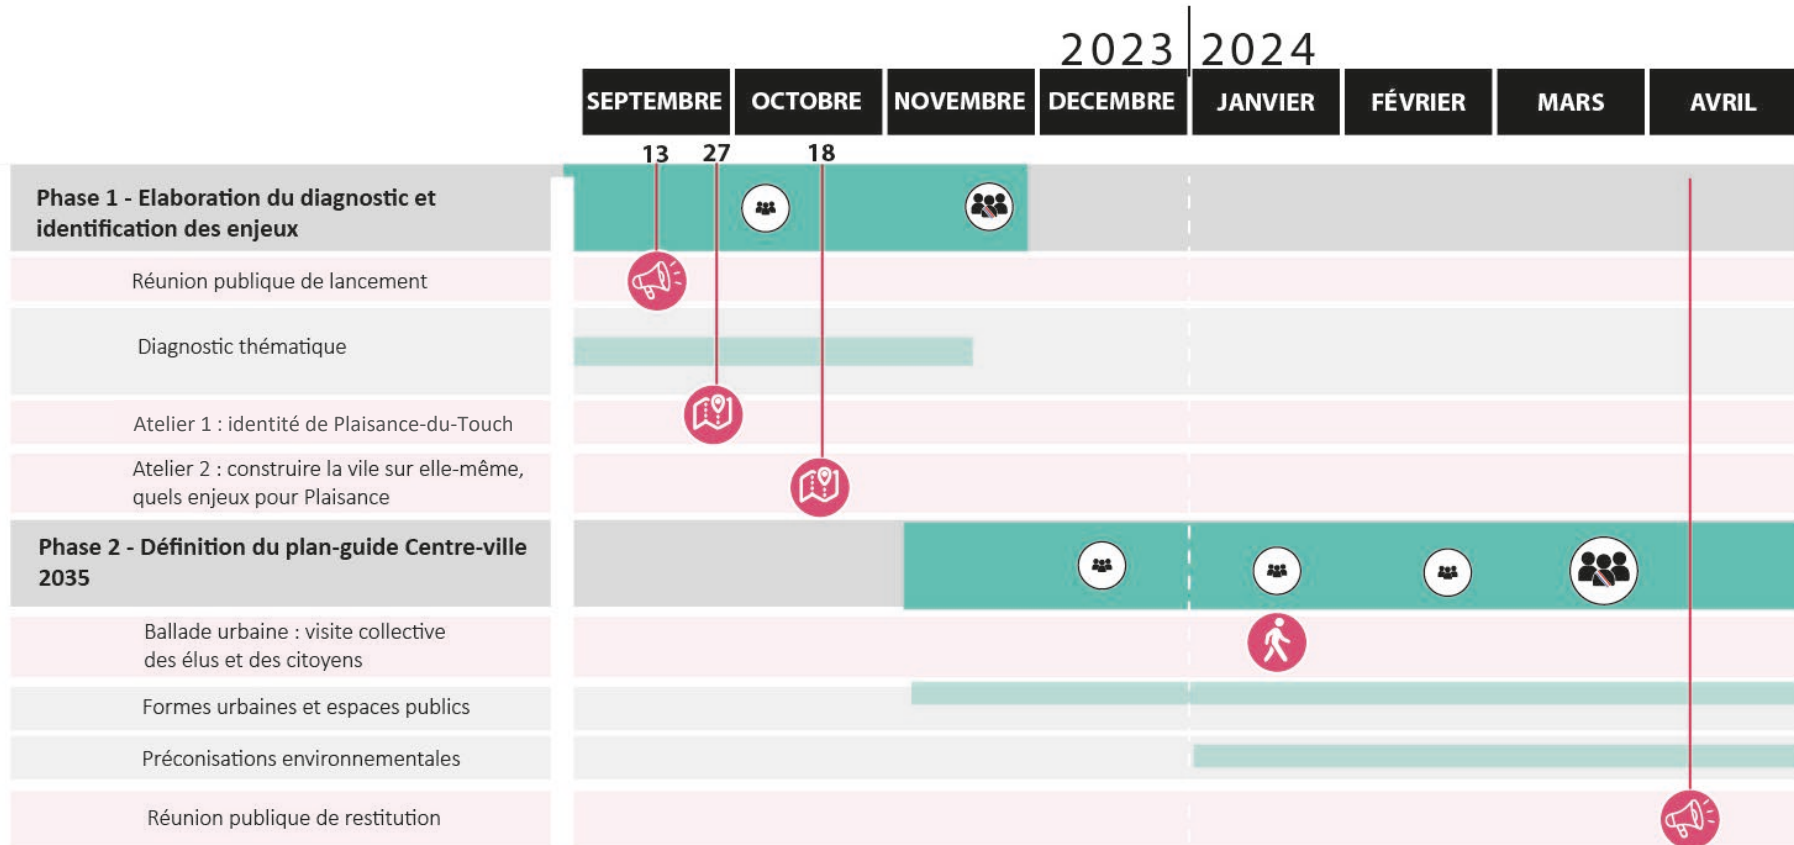 2023 2024
SEPTEMBRE OCTOBRE NOVEMBRE DECEMBRE JANVIER FÉVRIER MARS AVRIL
13 27 18
Phase 1 - Elaboration du diagnostic et
identification des enjeux
Réunion publique de lancement
Diagnostic thématique
Atelier 1 : identité de Plaisance-du-Touch
Atelier 2 : construire la vile sur elle-même,
quels enjeux pour Plaisance
Phase 2 - Définition du plan-guide Centre-ville
2035
Ballade urbaine : visite collective
des élus et des citoyens
Formes urbaines et espaces publics
Préconisations environnementales
Réunion publique de restitution